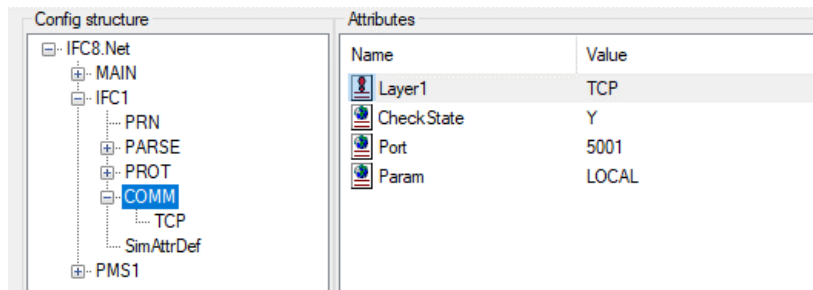 Config structure
IFC8.Net
MAIN
IFC1
PRN
PARSE
PROT
COMM
TCP
SimAttrDef
PMS1
Attributes
Name Value
Layer1 TCP
CheckState Y
Port 5001
Param LOCAL